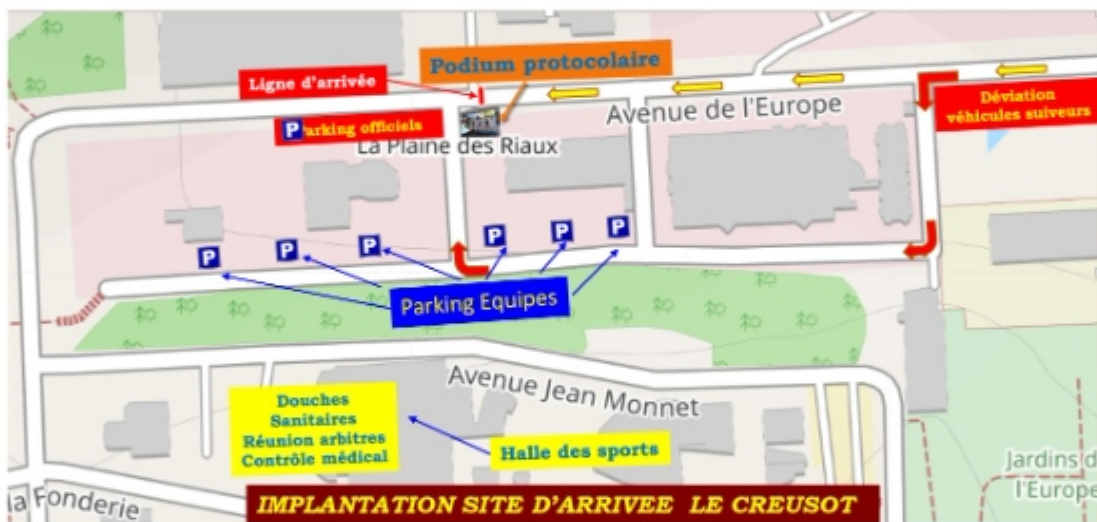 Podium protocolaire
Ligne d'arrivée
Déviation
véhicules suiveurs
Avenue de l'Europe
P arking officiels
La Plaine des Riaux
P
P
P
P
P
P
Parking Equipes
Avenue Jean Monnet
Douches
Sanitaires
Réunion arbitres
Contrôle médical
Halle des sports
Jardins d
l'Europe
la Fonderie
IMPLANTATION SITE D'ARRIVEE LE CREUSOT